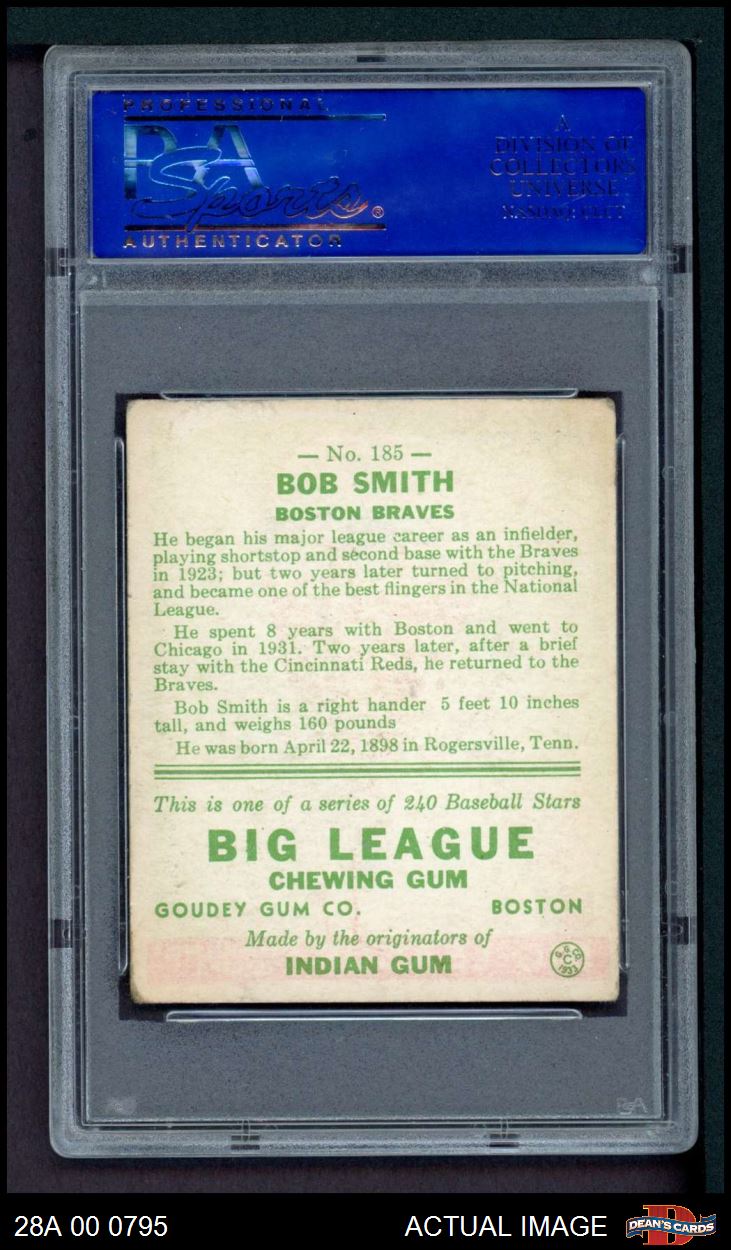 PROFESSIONAL
PSA
Sports ®
AUTHENTICATOR
A
DIVISION OF
COLLECTORS
UNIVERSE
NASDAQ: CLCT
— No. 185 —
BOB SMITH
BOSTON BRAVES
He began his major league career as an infielder,
playing shortstop and second base with the Braves
in 1923; but two years later turned to pitching,
and became one of the best flingers in the National
League.
He spent 8 years with Boston and went to
Chicago in 1931. Two years later, after a brief
stay with the Cincinnati Reds, he returned to the
Braves.
Bob Smith is a right hander 5 feet 10 inches
tall, and weighs 160 pounds
He was born April 22, 1898 in Rogersville, Tenn.
This is one of a series of 240 Baseball Stars
BIG LEAGUE
CHEWING GUM
GOUDEY GUM CO. BOSTON
Made by the originators of
INDIAN GUM
G. G. CO.
C
1933
PSA
28A 00 0795
ACTUAL IMAGE
D
DEAN'S CARDS